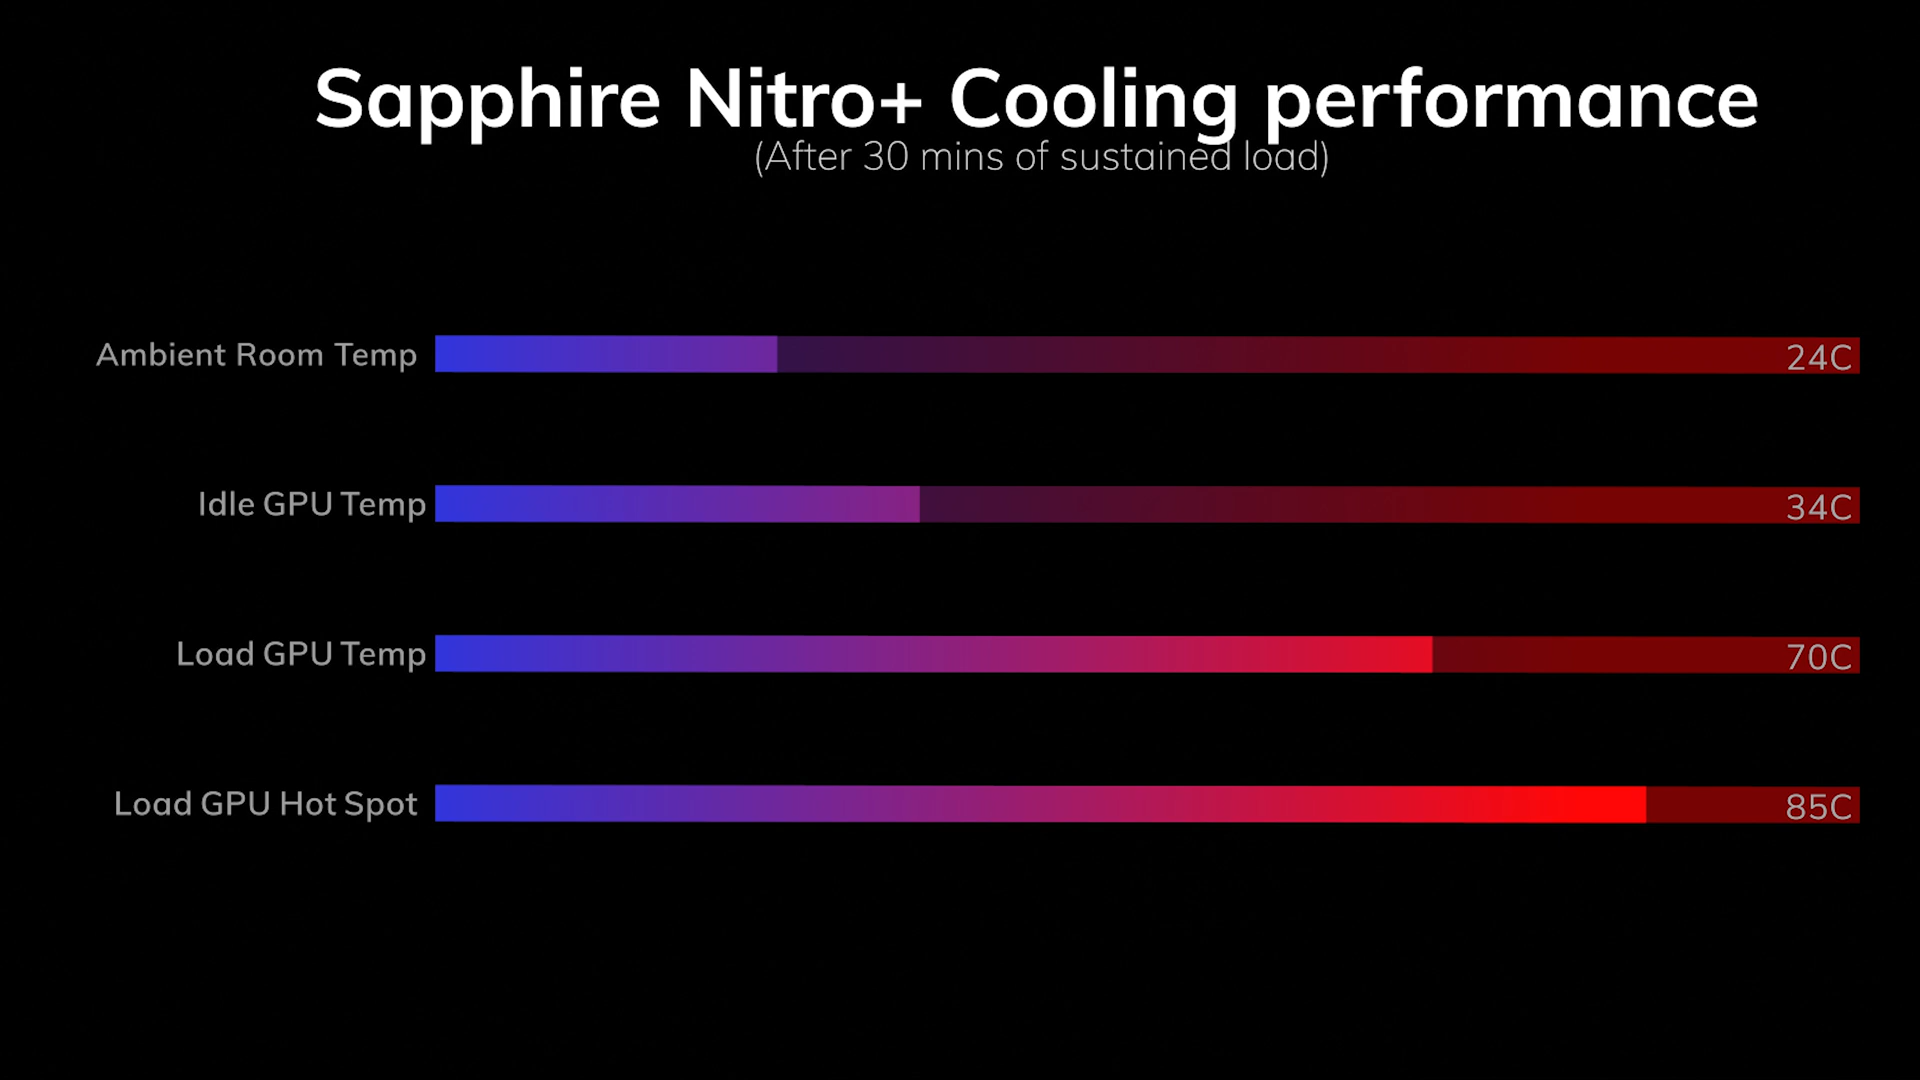 Sapphire Nitro+ Cooling performance
(After 30 mins of sustained load)
Ambient Room Temp 24C
Idle GPU Temp 34C
Load GPU Temp 70C
Load GPU Hot Spot 85C